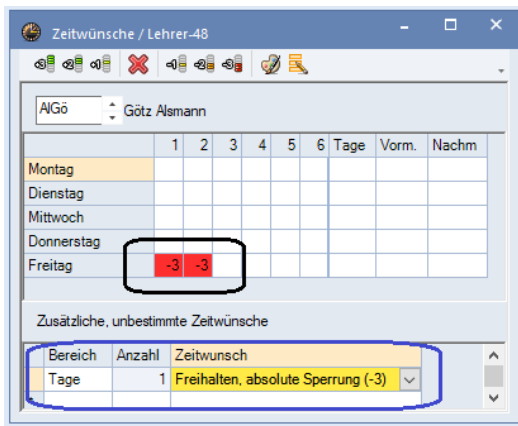 Zeitwünsche / Lehrer-48
AlGö Götz Alsmann
1 2 3 4 5 6 Tage Vorm. Nachm
Montag
Dienstag
Mittwoch
Donnerstag
Freitag -3 -3
Zusätzliche, unbestimmte Zeitwünsche
Bereich Anzahl Zeitwunsch
Tage 1 Freihalten, absolute Sperrung (-3)